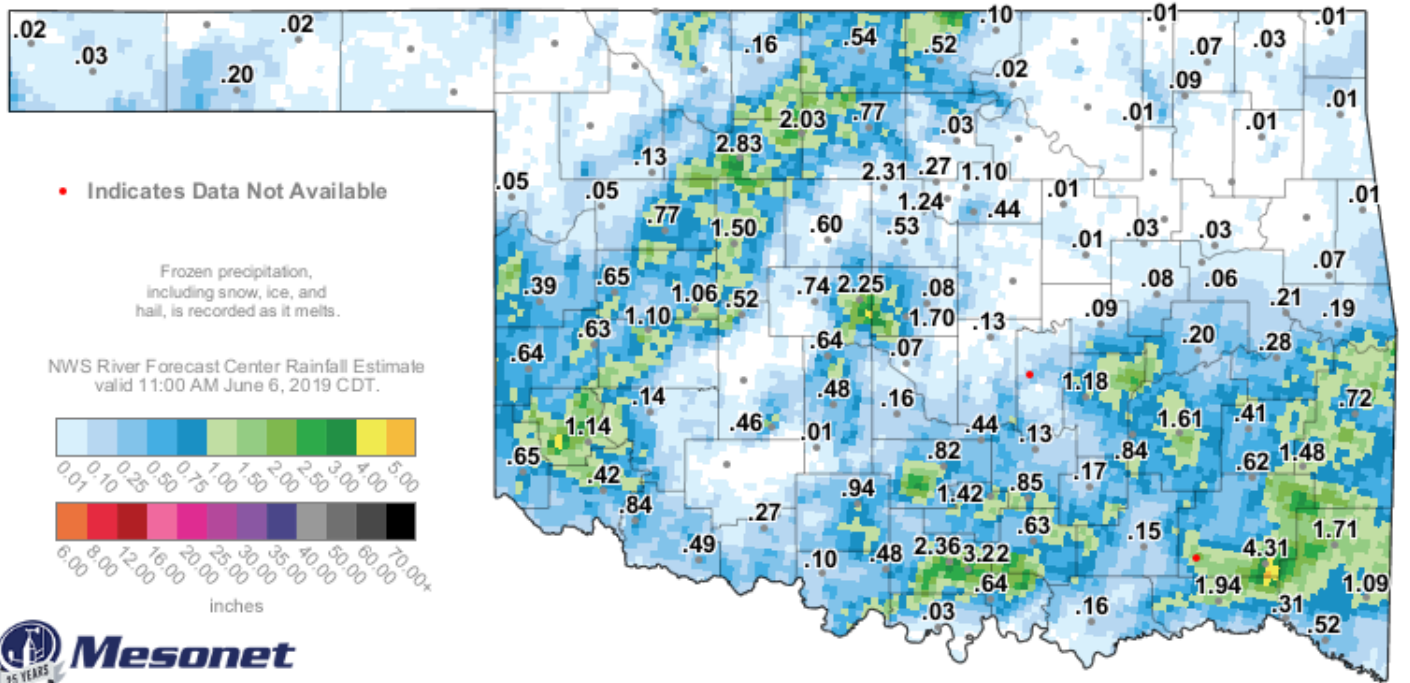 .02 .02 .10 .01 .01
.03 .16 .54 .52 .07 .03
.20 .02 .09
.01 .01
2.03 .77 .03 .01
.13 2.83
2.31 .27 1.10
• Indicates Data Not Available
.05 .05 1.24 .44 .01 .01
.77 1.50 .60 .53 .01 .03 .03
Frozen precipitation,
including snow, ice, and
hail, is recorded as it melts.
.39 .65 1.06 .52 .74 2.25 .08 .08 .06 .07
.63 1.10 1.70 .13 .09 .21 .19
.64 .64 .07 .20 .28
NWS River Forecast Center Rainfall Estimate
valid 11:00 AM June 6, 2019 CDT.
.14 .48 .16 1.18 .72
1.14 .46 .01 .44 .13 1.61 .41
.65 .42 .82 .84 .62 1.48
0.01 0.10 0.25 0.50 0.75 1.00 1.50 2.00 2.50 3.00 4.00 5.00
.84 .27 .94 1.42 .85 .17
.49 .10 .48 2.36 3.22 .63 .15 4.31 1.71
6.00 8.00 12.00 16.00 20.00 25.00 30.00 35.00 40.00 50.00 60.00 70.00+
inches
.03 .64 .16 1.94 .31 1.09
.52
Mesonet
25 YEARS